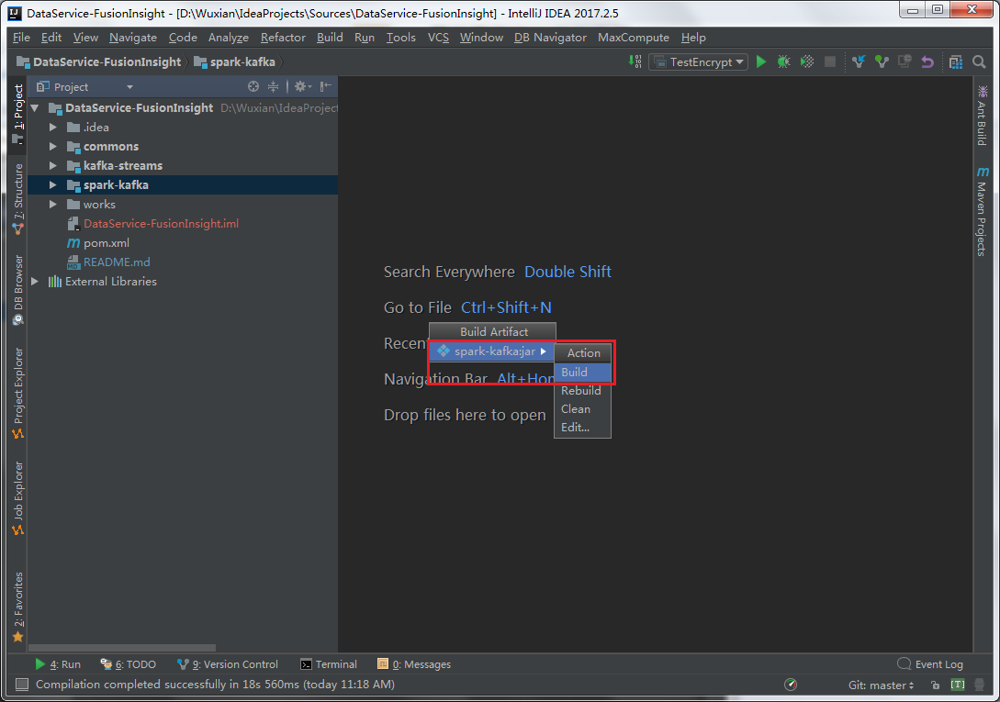 DataService-FusionInsight - [D:\Wuxian\IdeaProjects\Sources\DataService-FusionInsight] - IntelliJ IDEA 2017.2.5
File Edit View Navigate Code Analyze Refactor Build Run Tools VCS Window DB Navigator MaxCompute Help
DataService-FusionInsight spark-kafka TestEncrypt
Project
DataService-FusionInsight D:\Wuxian\IdeaProject
.idea
commons
kafka-streams
spark-kafka
works
DataService-FusionInsight.iml
pom.xml
README.md
External Libraries
1: Project
7: Structure
DB Browser
Project Explorer
Job Explorer
2: Favorites
Search Everywhere Double Shift
Go to File Ctrl+Shift+N
Recen
Navigation Bar Alt+Hon
Drop files here to open
Build Artifact
spark-kafka:jar
Action
Build
Rebuild
Clean
Edit...
Ant Build
Maven Projects
4: Run 6: TODO 9: Version Control Terminal 0: Messages Event Log
Compilation completed successfully in 18s 560ms (today 11:18 AM) Git: master [T]